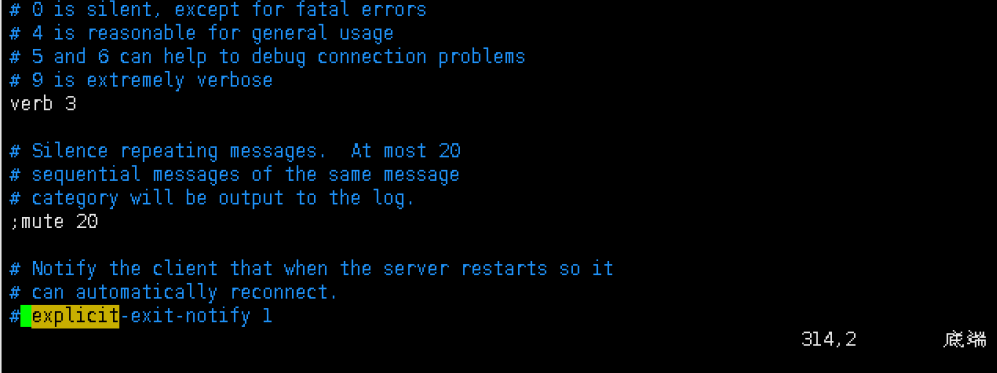 # 0 is silent, except for fatal errors
# 4 is reasonable for general usage
# 5 and 6 can help to debug connection problems
# 9 is extremely verbose
verb 3
# Silence repeating messages.  At most 20
# sequential messages of the same message
# category will be output to the log.
;mute 20
# Notify the client that when the server restarts so it
# can automatically reconnect.
# explicit-exit-notify 1
314,2 底端